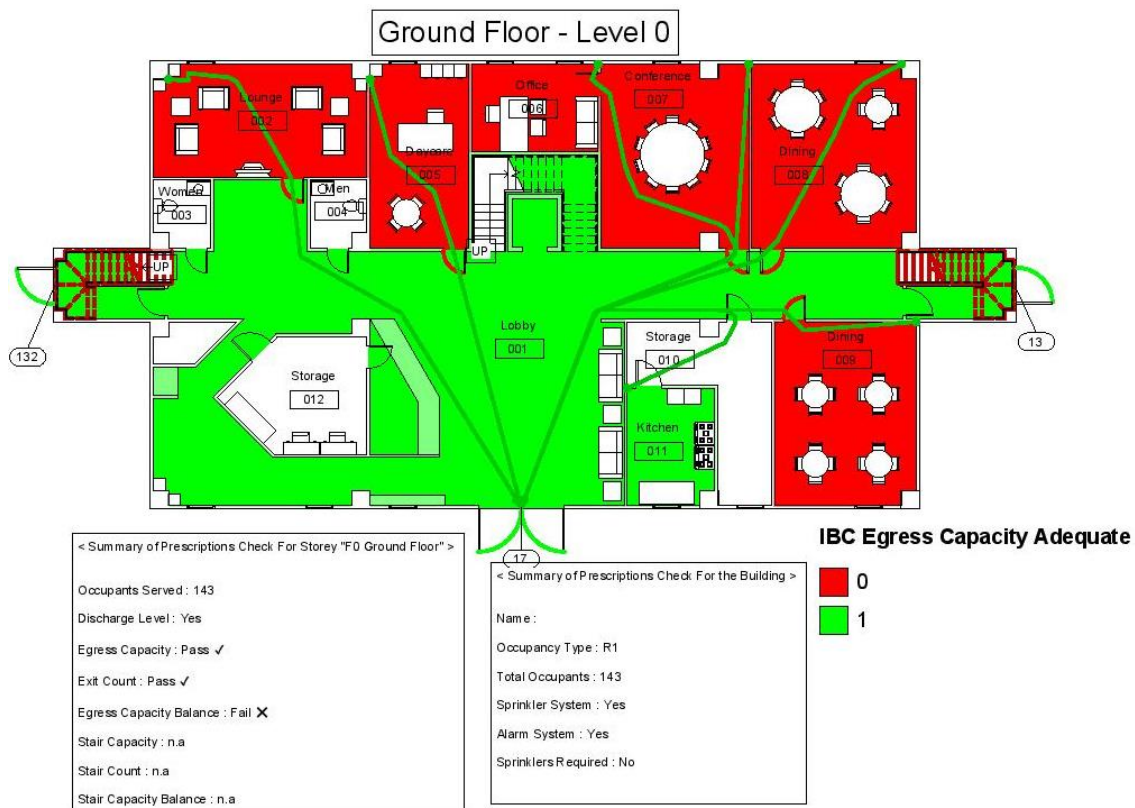 Ground Floor - Level 0
Lounge
002
Daycare
005
Office
006
Conference
007
Dining
008
Women
003
Men
004
UP
UP
132
13
Lobby
001
Storage
010
Dining
009
Storage
012
Kitchen
011
17
IBC Egress Capacity Adequate
0
1
< Summary of Prescriptions Check For Storey "F0 Ground Floor" >
Occupants Served : 143
Discharge Level : Yes
Egress Capacity : Pass ✓
Exit Count : Pass ✓
Egress Capacity Balance : Fail ✕
Stair Capacity : n.a
Stair Count : n.a
Stair Capacity Balance : n.a
< Summary of Prescriptions Check For the Building >
Name :
Occupancy Type : R1
Total Occupants : 143
Sprinkler System : Yes
Alarm System : Yes
Sprinklers Required : No